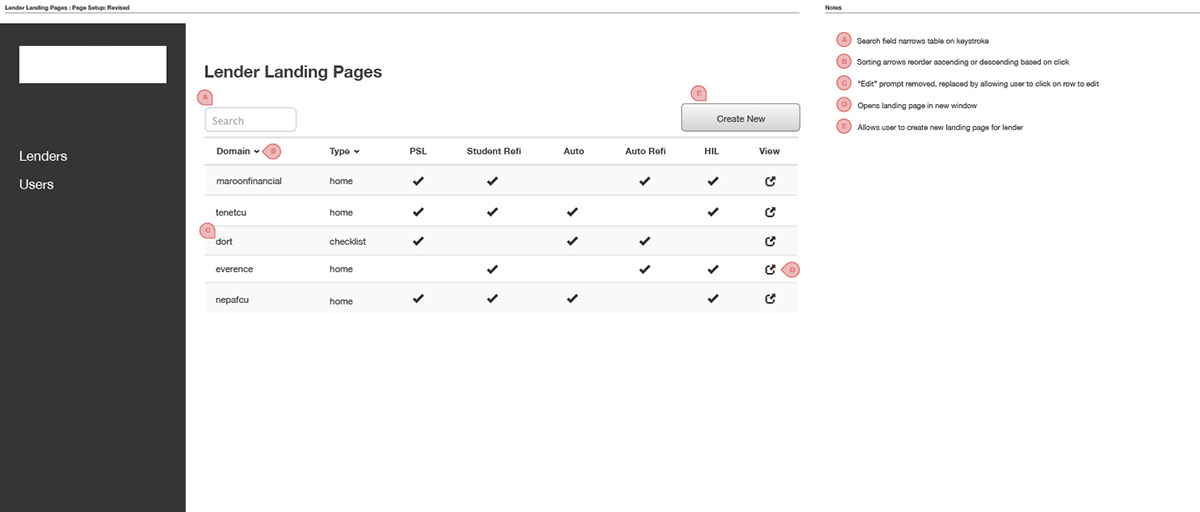 Lender Landing Pages : Page Setup: Revised
Notes
Lenders
Users
Lender Landing Pages
A
Search
E
Create New
Domain B Type PSL Student Refi Auto Auto Refi HIL View
maroonfinancial home
tenetcu home
C
dort checklist
everence home D
nepafcu home
A Search field narrows table on keystroke
B Sorting arrows reorder ascending or descending based on click
C "Edit" prompt removed, replaced by allowing user to click on row to edit
D Opens landing page in new window
E Allows user to create new landing page for lender